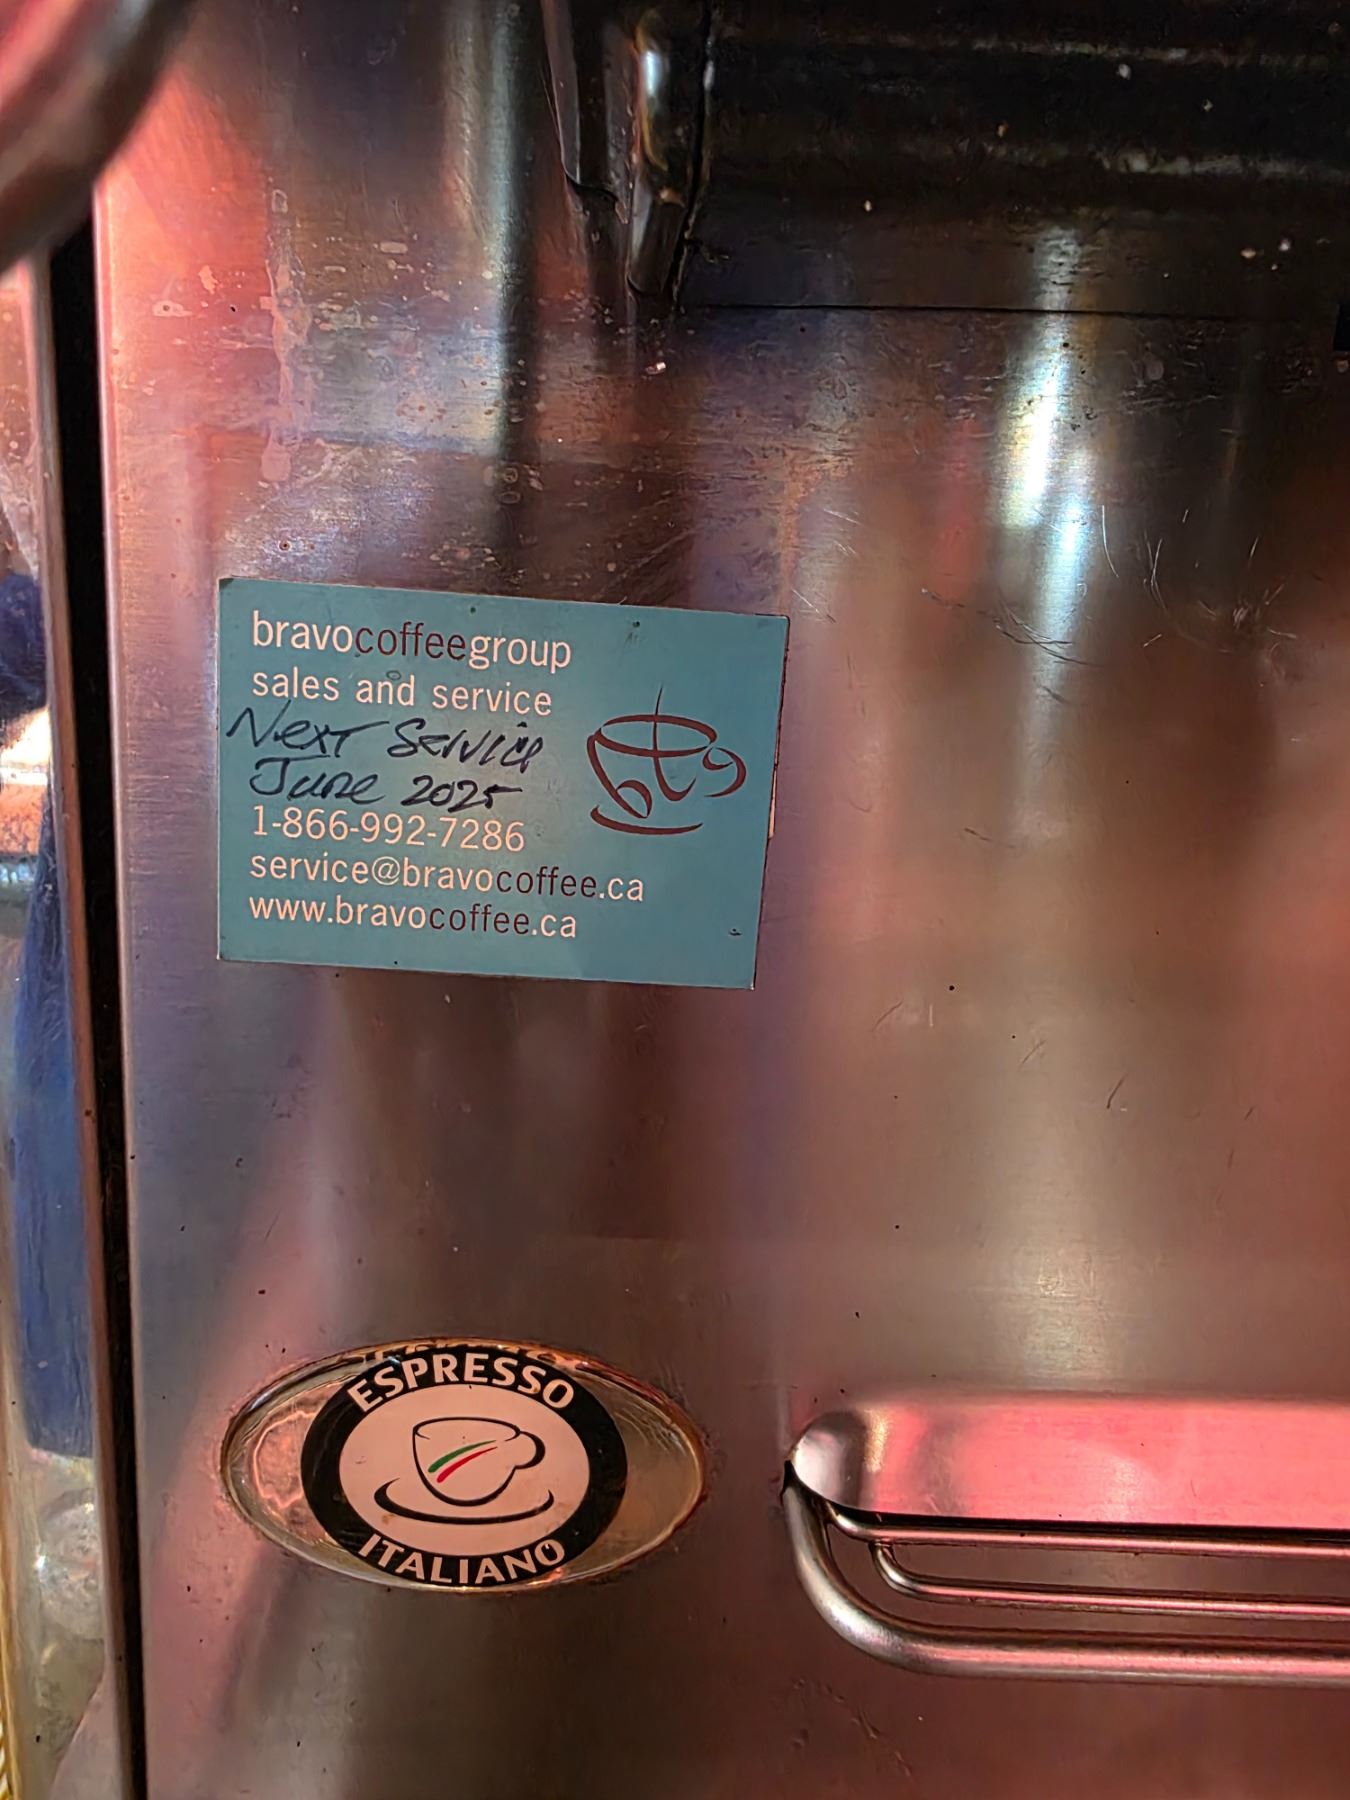 bravocoffeegroup
sales and service
Next Service
June 2025
1-866-992-7286
service@bravocoffee.ca
www.bravocoffee.ca
ESPRESSO
ITALIANO